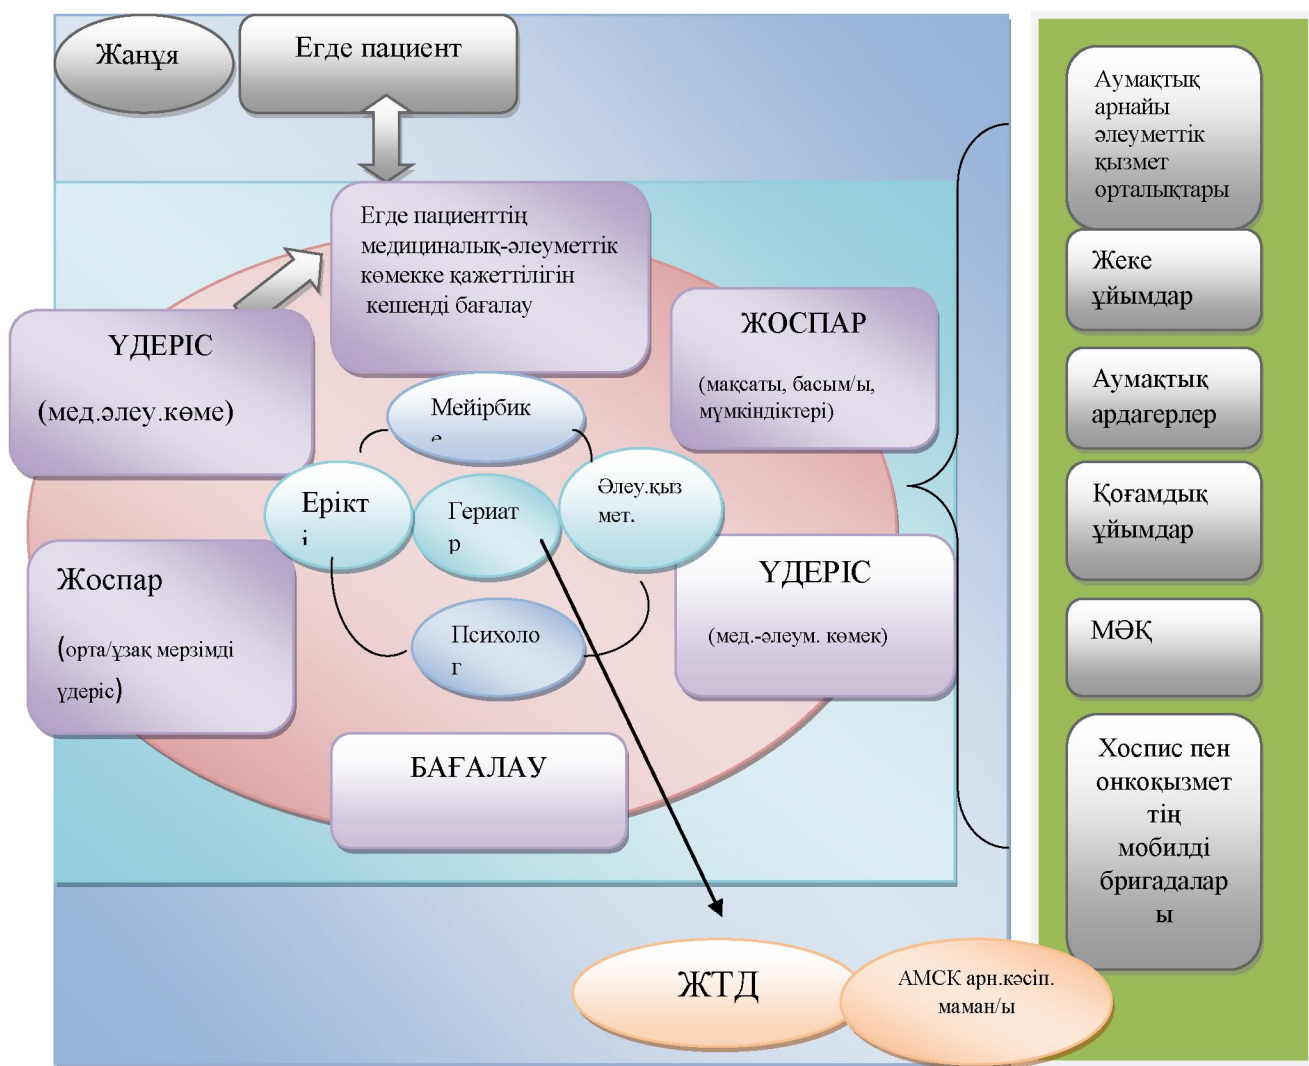 Жанұя
Егде пациент
Егде пациенттің
медициналық-әлеуметтік
көмекке қажеттілігін
кешенді бағалау
ҮДЕРІС
(мед.әлеу.көме)
ЖОСПАР
(мақсаты, басым/ы,
мүмкіндіктері)
Мейірбик
е
Ерікт
і
Гериат
р
Әлеу.қыз
мет.
Психоло
г
Жоспар
(орта/ұзақ мерзімді
үдеріс)
ҮДЕРІС
(мед.-әлеум. көмек)
БАҒАЛАУ
ЖТД
АМСК арн.кәсіп.
маман/ы
Аумақтық
арнайы
әлеуметтік
қызмет
орталықтары
Жеке
ұйымдар
Аумақтық
ардагерлер
Қоғамдық
ұйымдар
МӘҚ
Хоспис пен
онкоқызмет
тің
мобилді
бригадалар
ы